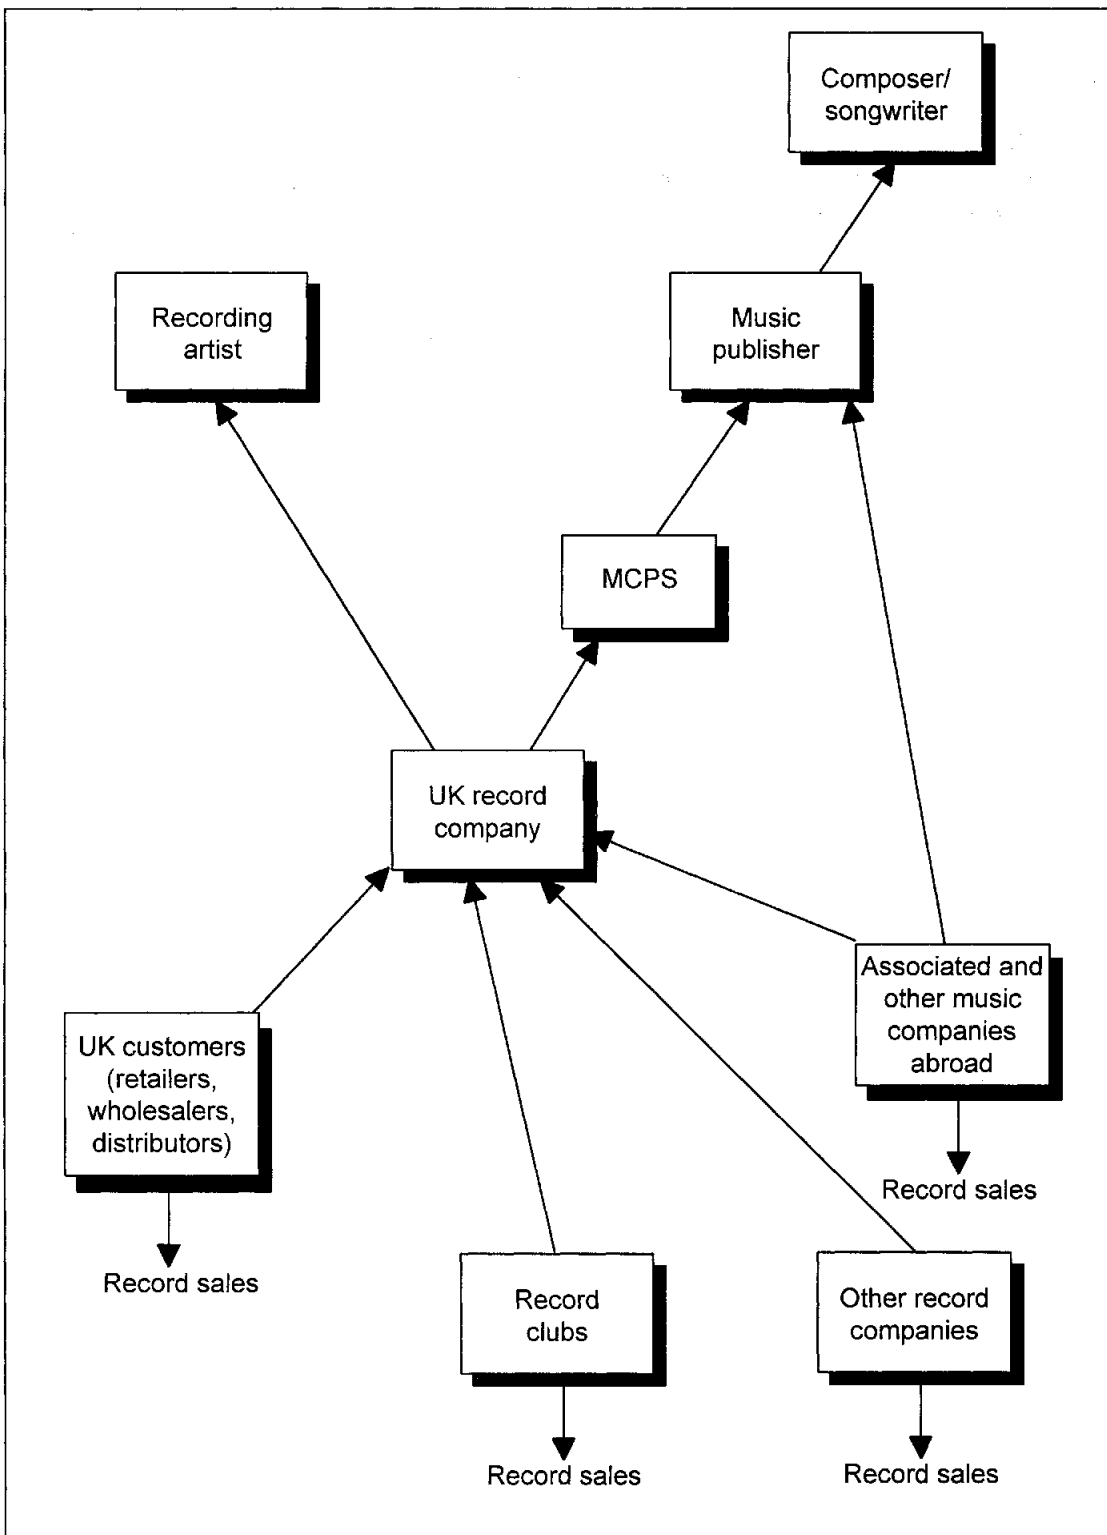 Composer/
songwriter
Recording
artist
Music
publisher
MCPS
UK record
company
Associated and
other music
companies
abroad
UK customers
(retailers,
wholesalers,
distributors)
Record sales
Record sales
Record
clubs
Other record
companies
Record sales
Record sales